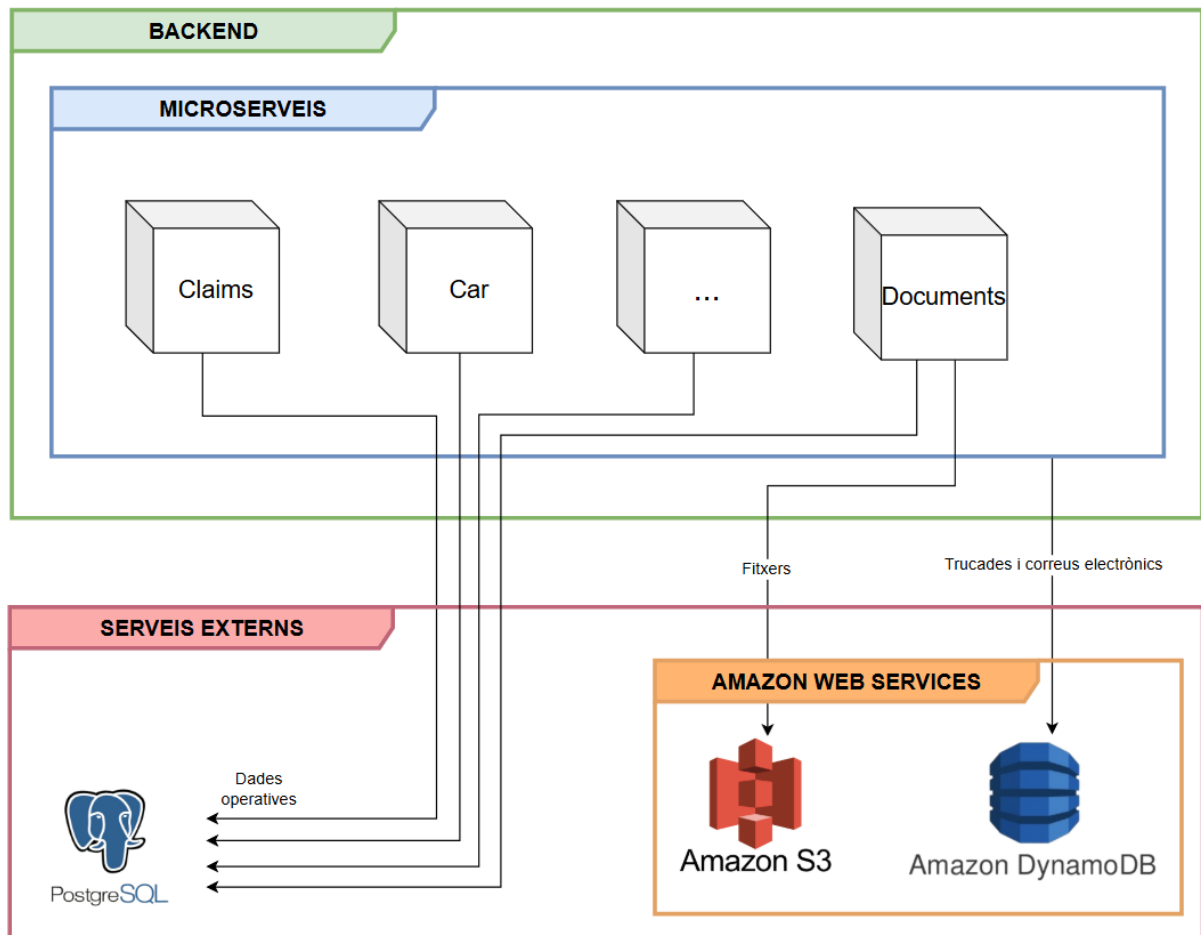 BACKEND
MICROSERVEIS
Claims
Car
...
Documents
Fitxers
Trucades i correus electrònics
SERVEIS EXTERNS
AMAZON WEB SERVICES
Dades
operatives
PostgreSQL
Amazon S3
Amazon DynamoDB